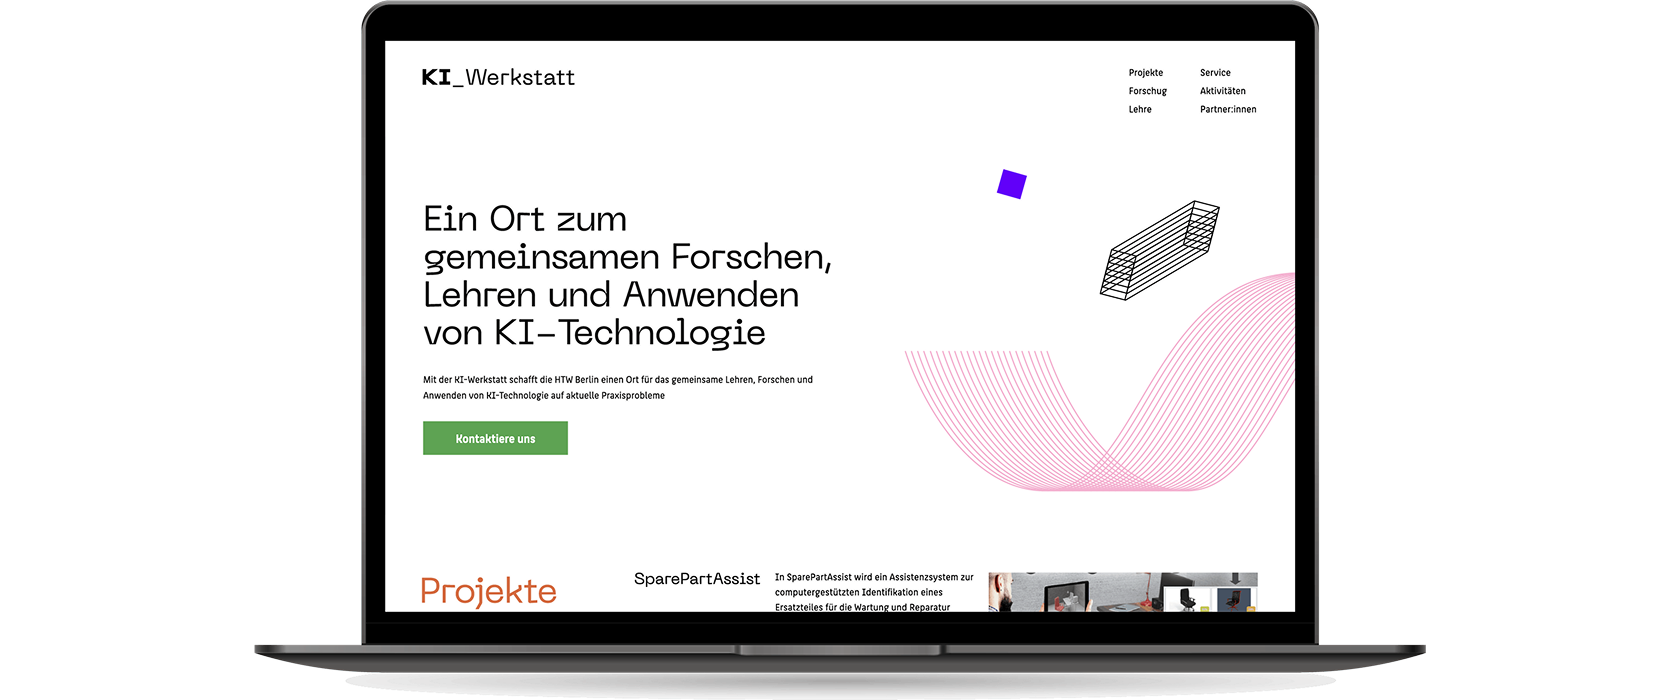 KI_Werkstatt
Projekte
Forschug
Lehre
Service
Aktivitäten
Partner:innen
Ein Ort zum
gemeinsamen Forschen,
Lehren und Anwenden
von KI-Technologie
Mit der KI-Werkstatt schafft die HTW Berlin einen Ort für das gemeinsame Lehren, Forschen und
Anwenden von KI-Technologie auf aktuelle Praxisprobleme
Kontaktiere uns
Projekte
SparePartAssist
In SparePartAssist wird ein Assistenzsystem zur
computergestützten Identifikation eines
Ersatzteiles für die Wartung und Reparatur